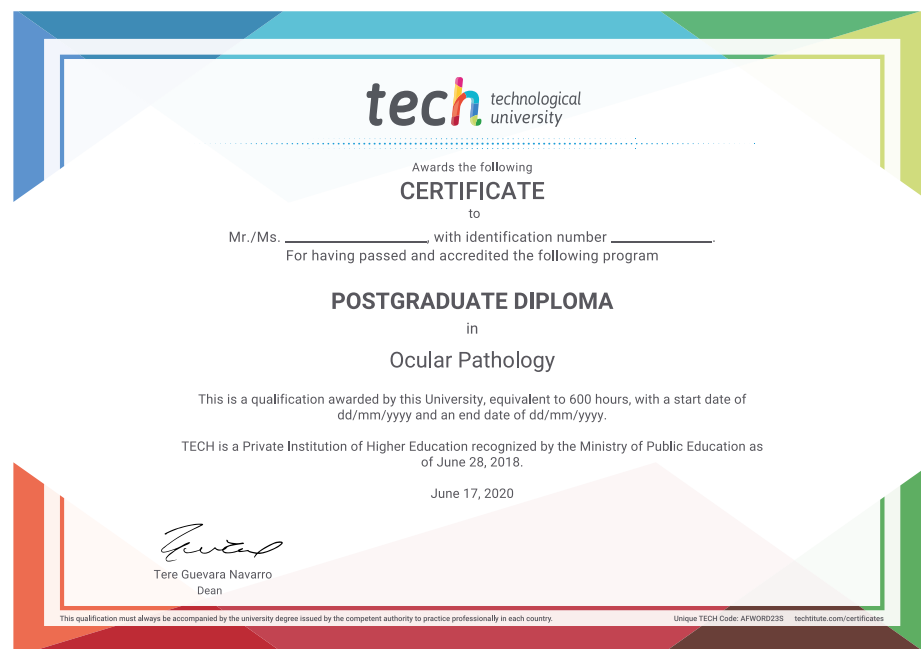 tech technological
university
Awards the following
CERTIFICATE
to
Mr./Ms. ____________________, with identification number ______________.
For having passed and accredited the following program
POSTGRADUATE DIPLOMA
in
Ocular Pathology
This is a qualification awarded by this University, equivalent to 600 hours, with a start date of
dd/mm/yyyy and an end date of dd/mm/yyyy.
TECH is a Private Institution of Higher Education recognized by the Ministry of Public Education as
of June 28, 2018.
June 17, 2020
Tere Guevara Navarro
Dean
This qualification must always be accompanied by the university degree issued by the competent authority to practice professionally in each country.
Unique TECH Code: AFWORD23S techtitute.com/certificates